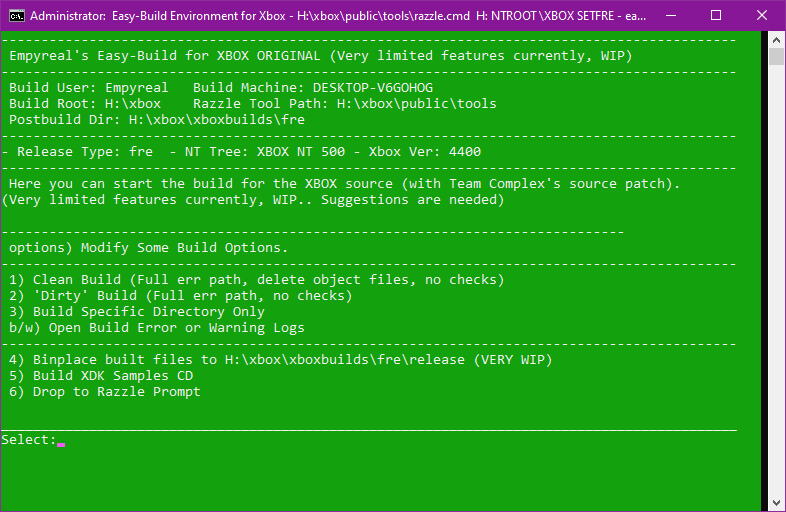 Administrator:  Easy-Build Environment for Xbox - H:\xbox\public\tools\razzle.cmd  H: NTROOT\XBOX SETFRE - ea...
--------------------------------------------------------------------------------------------
Empyreal's Easy-Build for XBOX ORIGINAL (Very limited features currently, WIP)
--------------------------------------------------------------------------------------------
Build User: Empyreal   Build Machine: DESKTOP-V6GOHOG
Build Root: H:\xbox    Razzle Tool Path: H:\xbox\public\tools
Postbuild Dir: H:\xbox\xboxbuilds\fre
--------------------------------------------------------------------------------------------
- Release Type: fre  - NT Tree: XBOX NT 500 - Xbox Ver: 4400
--------------------------------------------------------------------------------------------
Here you can start the build for the XBOX source (with Team Complex's source patch).
(Very limited features currently, WIP.. Suggestions are needed)
------------------------------------------------------------------------------
options) Modify Some Build Options.
--------------------------------------------------------------------------------------------
1) Clean Build (Full err path, delete object files, no checks)
2) 'Dirty' Build (Full err path, no checks)
3) Build Specific Directory Only
b/w) Open Build Error or Warning Logs
--------------------------------------------------------------------------------------------
4) Binplace built files to H:\xbox\xboxbuilds\fre\release (VERY WIP)
5) Build XDK Samples CD
6) Drop to Razzle Prompt
____________________________________________________________________________________________
Select: